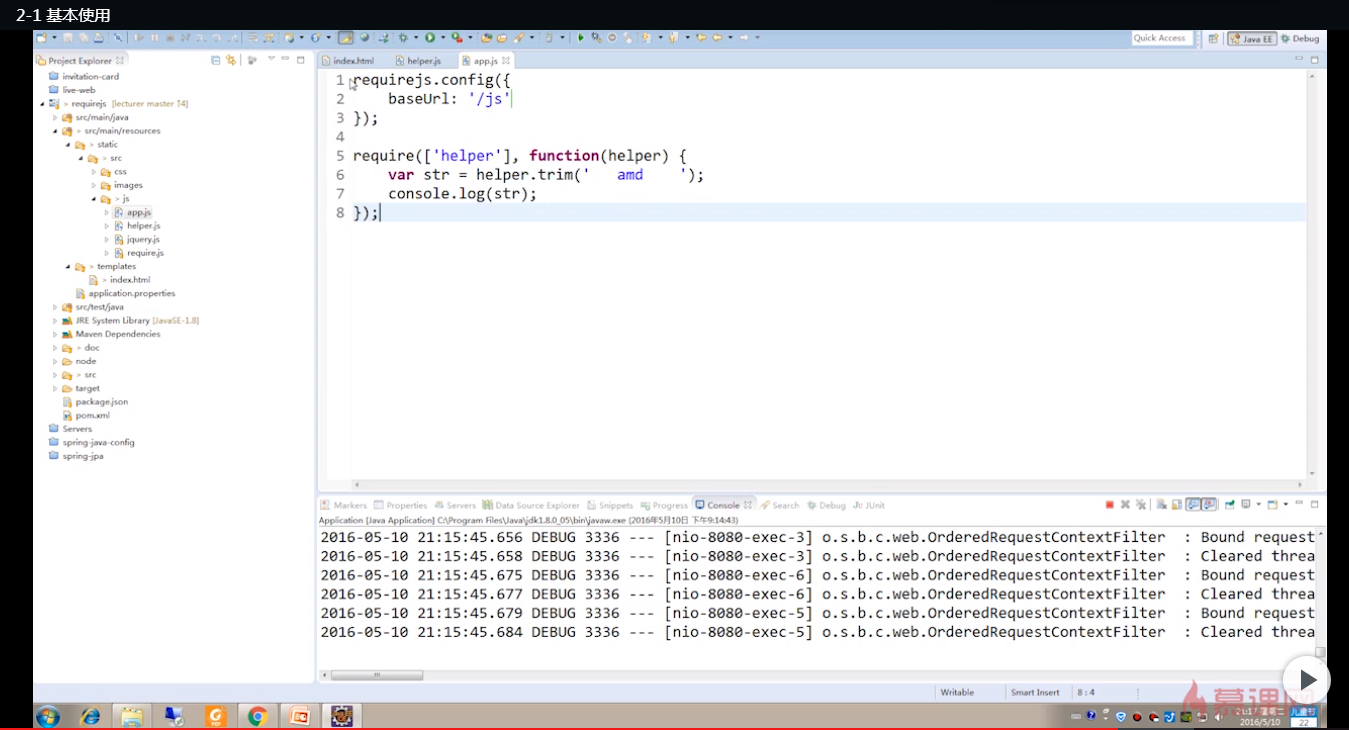 2-1 基本使用
Quick Access
Java EE
Debug
Project Explorer
index.html
helper.js
app.js
invitation-card
live-web
> requirejs [lecturer master 14]
src/main/java
> src/main/resources
> static
> src
> css
> images
> js
app.js
helper.js
jquery.js
require.js
> templates
> index.html
application.properties
src/test/java
JRE System Library [JavaSE-1.8]
Maven Dependencies
> doc
node
> src
target
package.json
pom.xml
Servers
spring-java-config
spring-jpa
1 requirejs.config({
2 baseUrl: '/js'
3 });
4
5 require(['helper'], function(helper) {
6 var str = helper.trim('   amd    ');
7 console.log(str);
8 });
Markers Properties Servers Data Source Explorer Snippets Progress Console Search Debug JUnit
Application [Java Application] C:\Program Files\Java\jdk1.8.0_05\bin\javaw.exe (2016年5月10日 下午9:14:43)
2016-05-10 21:15:45.656 DEBUG 3336 --- [nio-8080-exec-3] o.s.b.c.web.OrderedRequestContextFilter : Bound request
2016-05-10 21:15:45.658 DEBUG 3336 --- [nio-8080-exec-3] o.s.b.c.web.OrderedRequestContextFilter : Cleared threa
2016-05-10 21:15:45.675 DEBUG 3336 --- [nio-8080-exec-6] o.s.b.c.web.OrderedRequestContextFilter : Bound request
2016-05-10 21:15:45.677 DEBUG 3336 --- [nio-8080-exec-6] o.s.b.c.web.OrderedRequestContextFilter : Cleared threa
2016-05-10 21:15:45.679 DEBUG 3336 --- [nio-8080-exec-5] o.s.b.c.web.OrderedRequestContextFilter : Bound request
2016-05-10 21:15:45.684 DEBUG 3336 --- [nio-8080-exec-5] o.s.b.c.web.OrderedRequestContextFilter : Cleared threa
Writable
Smart Insert
8 : 4
慕课网
21:17 星期二
2016/5/10
儿童节
22